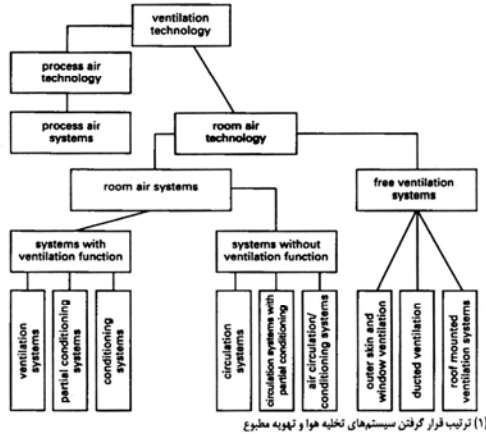 ventilation
technology
process air
technology
process air
systems
room air
technology
room air systems
free ventilation
systems
systems with
ventilation function
systems without
ventilation function
ventilation
systems
partial conditioning
systems
conditioning
systems
circulation
systems
circulation systems with
partial conditioning
air circulation/
conditioning systems
outer skin and
window ventilation
ducted ventilation
roof mounted
ventilation systems
(۱) ترتیب قرار گرفتن سیستم‌های تخلیه هوا و تهویه مطبوع